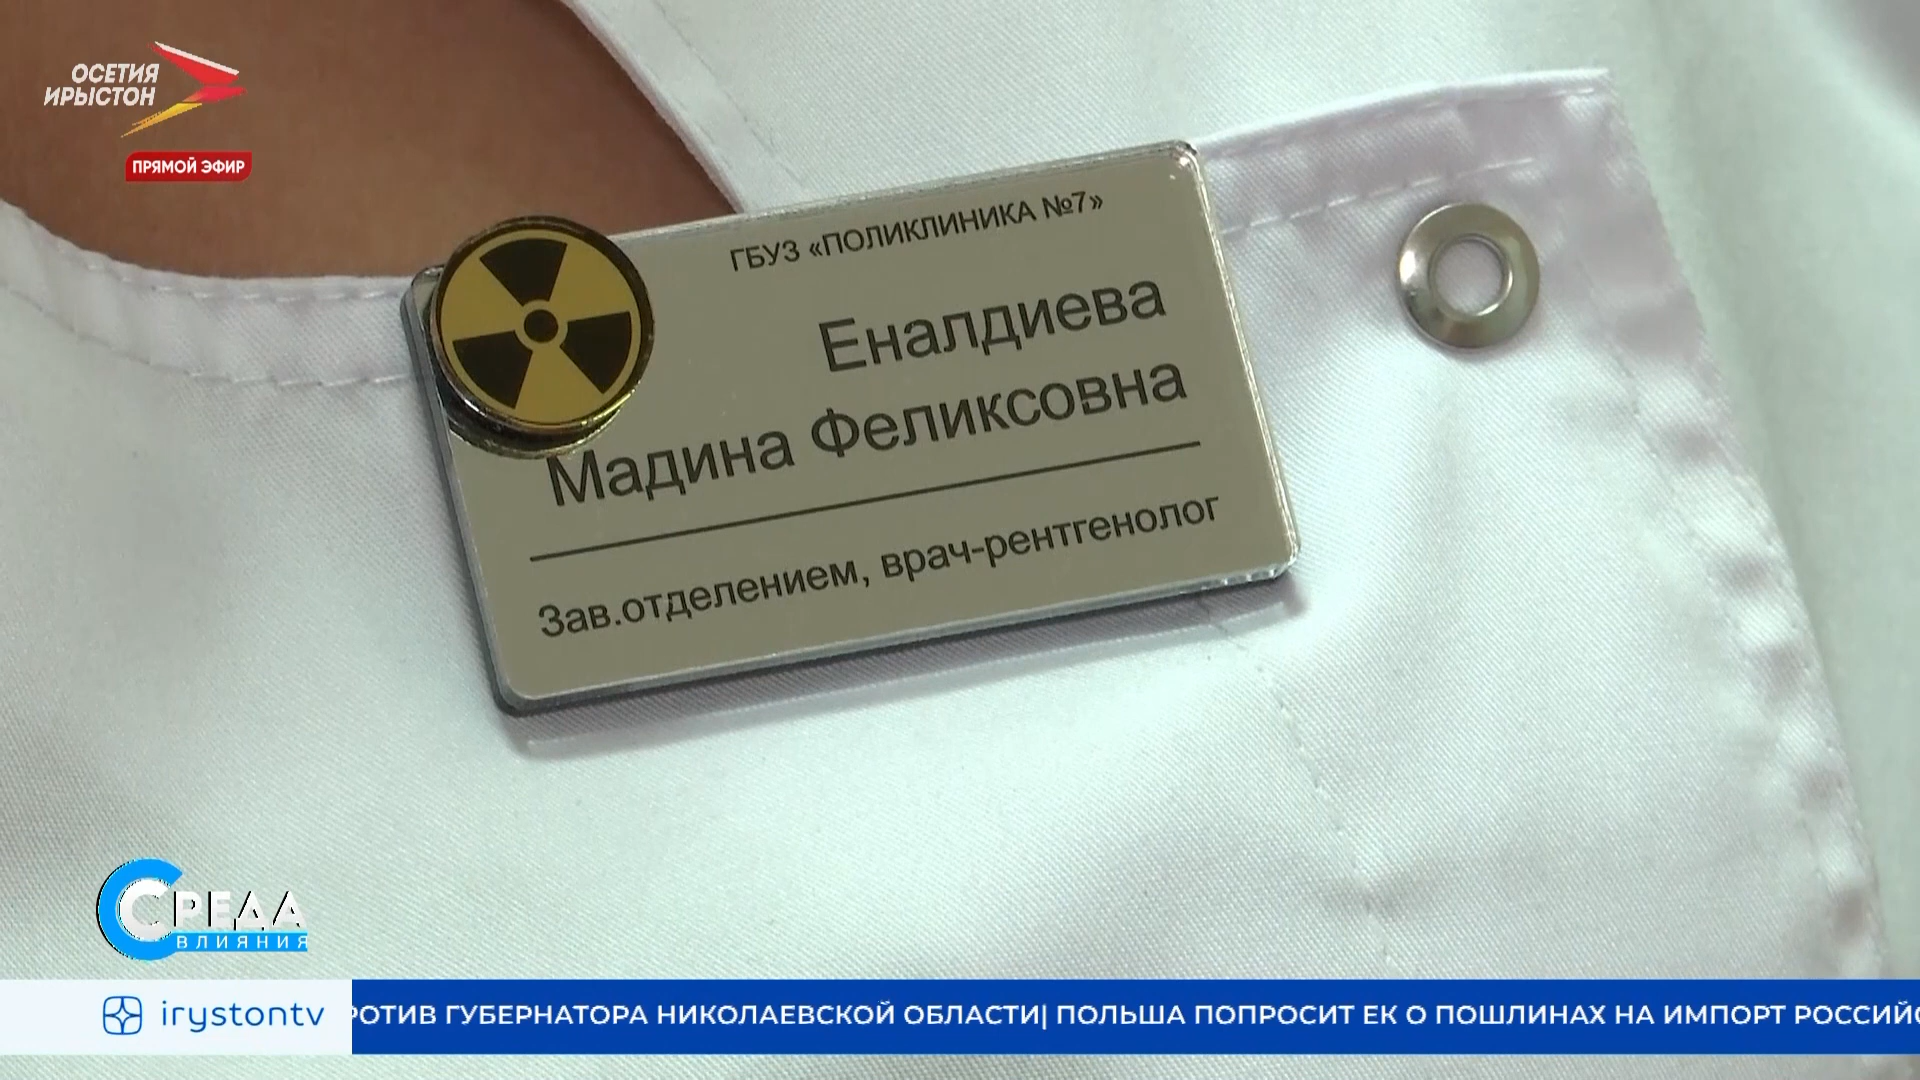 ОСЕТИЯ
ИРЫСТОН
ПРЯМОЙ ЭФИР
ГБУЗ «ПОЛИКЛИНИКА №7»
Еналдиева
Мадина Феликсовна
Зав.отделением, врач-рентгенолог
СРЕДА
ВЛИЯНИЯ
irystontv
РОТИВ ГУБЕРНАТОРА НИКОЛАЕВСКОЙ ОБЛАСТИ| ПОЛЬША ПОПРОСИТ ЕК О ПОШЛИНАХ НА ИМПОРТ РОССИЙС